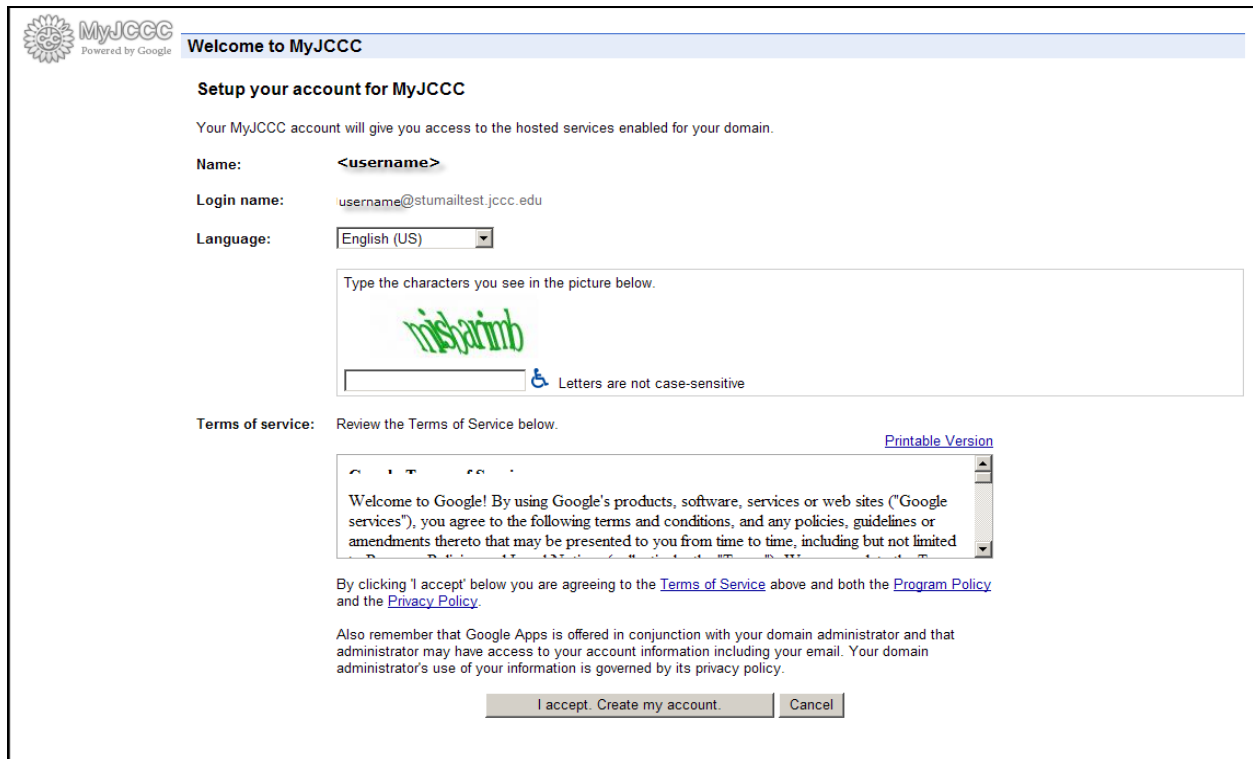 MyJCCC
Powered by Google
Welcome to MyJCCC
Setup your account for MyJCCC
Your MyJCCC account will give you access to the hosted services enabled for your domain.
Name: <username>
Login name: username@stumailtest.jccc.edu
Language: English (US)
Type the characters you see in the picture below.
Letters are not case-sensitive
Terms of service: Review the Terms of Service below.
Printable Version
Welcome to Google! By using Google's products, software, services or web sites ("Google
services"), you agree to the following terms and conditions, and any policies, guidelines or
amendments thereto that may be presented to you from time to time, including but not limited
By clicking 'I accept' below you are agreeing to the Terms of Service above and both the Program Policy
and the Privacy Policy.
Also remember that Google Apps is offered in conjunction with your domain administrator and that
administrator may have access to your account information including your email. Your domain
administrator's use of your information is governed by its privacy policy.
I accept. Create my account. Cancel